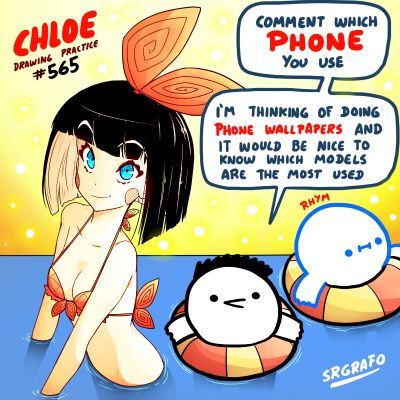 CHLOE
DRAWING PRACTICE
#565
COMMENT WHICH
PHONE
YOU USE
I'M THINKING OF DOING
PHONE WALLPAPERS AND
IT WOULD BE NICE TO
KNOW WHICH MODELS
ARE THE MOST USED
RHYM
SRGRAFO